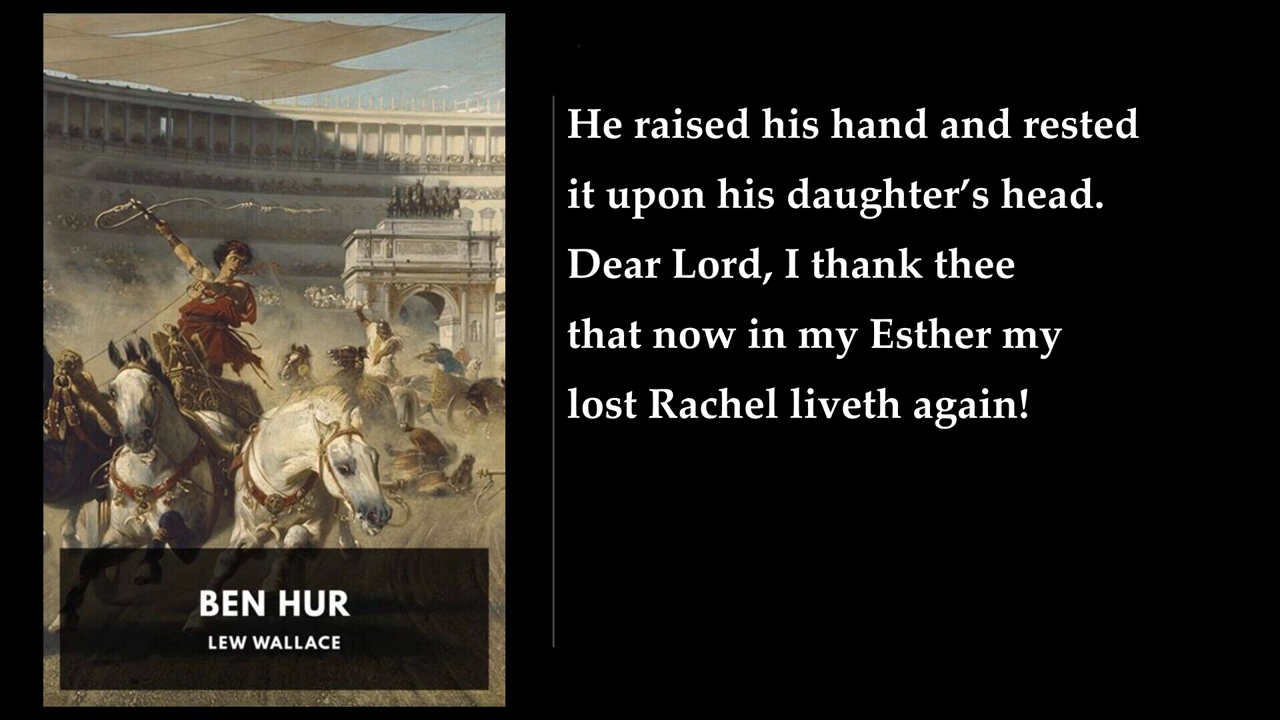 He raised his hand and rested
it upon his daughter’s head.
Dear Lord, I thank thee
that now in my Esther my
lost Rachel liveth again!
BEN HUR
LEW WALLACE